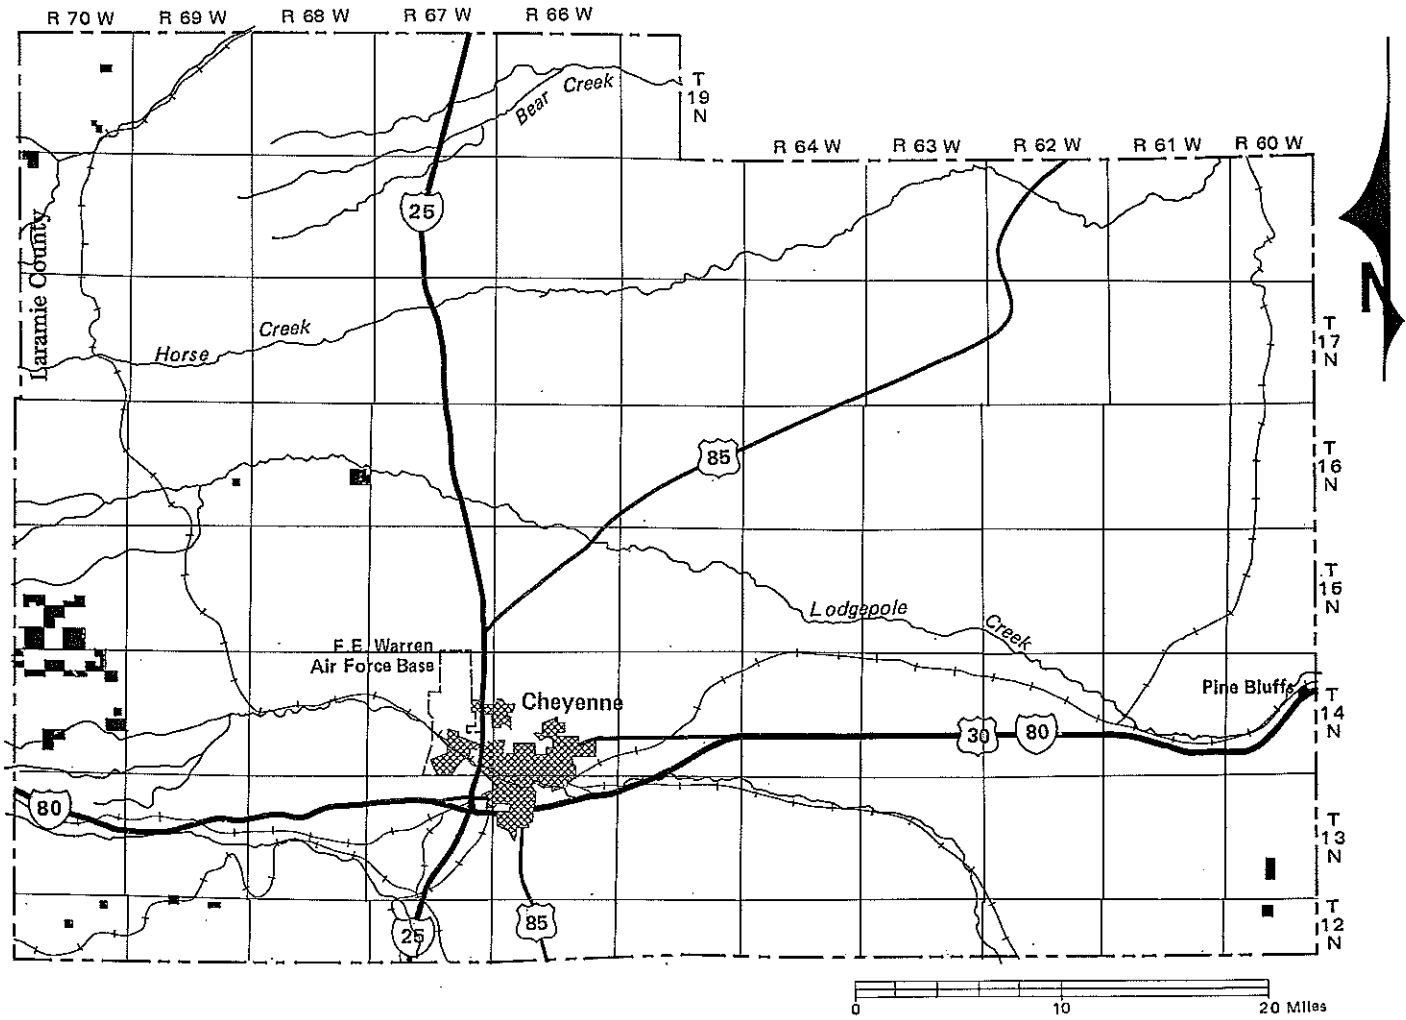 R 70 W R 69 W R 68 W R 67 W R 66 W
T
19
N
Bear Creek
R 64 W R 63 W R 62 W R 61 W R 60 W
25
Laramie County
N
Horse Creek
T
17
N
85
T
16
N
T
15
N
Lodgepole Creek
F. E. Warren
Air Force Base
Cheyenne
Pine Bluffs
T
14
N
30 80
80
T
13
N
25
85
T
12
N
0 10 20 Miles